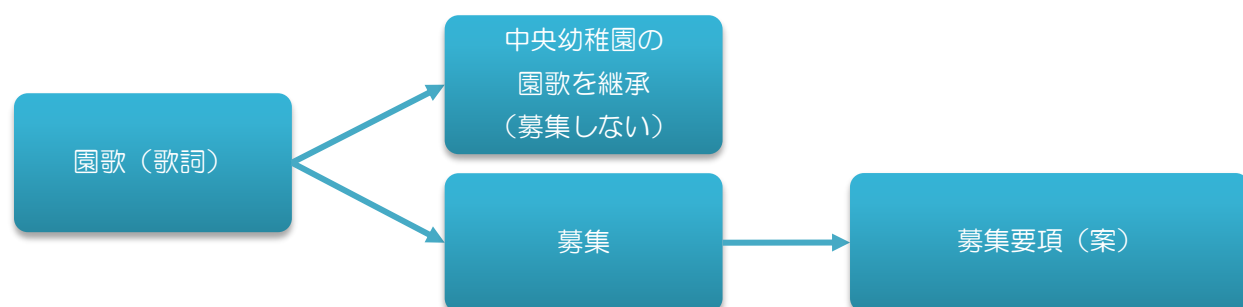 中央幼稚園の
園歌を継承
（募集しない）
園歌（歌詞）
募集
募集要項（案）